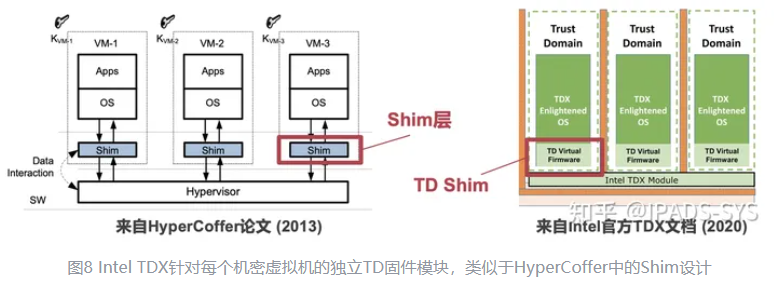 KVM-1
VM-1
KVM-2
VM-2
KVM-3
VM-3
Apps
OS
Apps
OS
Apps
OS
Shim
Shim
Shim
Data
Interaction
Hypervisor
SW
来自HyperCoffer论文 (2013)
Shim层
TD Shim
Trust
Domain
Trust
Domain
Trust
Domain
TDX
Enlightened
OS
TDX
Enlightened
OS
TDX
Enlightened
OS
TD Virtual
Firmware
TD Virtual
Firmware
TD Virtual
Firmware
Intel TDX Module
知乎 @IPADS-SYS
来自Intel官方TDX文档 (2020)
图8 Intel TDX针对每个机密虚拟机的独立TD固件模块，类似于HyperCoffer中的Shim设计